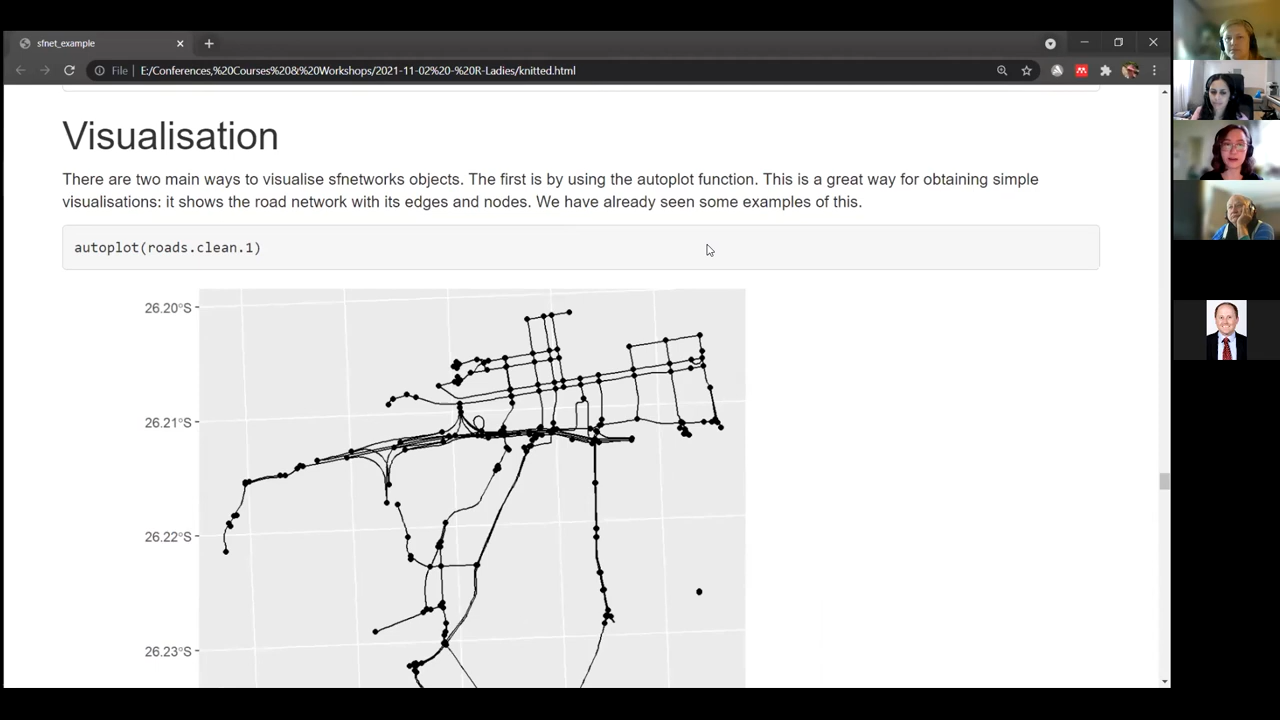 sfnet_example
File
E:/Conferences,%20Courses%20&%20Workshops/2021-11-02%20-%20R-Ladies/knitted.html
Visualisation
There are two main ways to visualise sfnetworks objects. The first is by using the autoplot function. This is a great way for obtaining simple
visualisations: it shows the road network with its edges and nodes. We have already seen some examples of this.
autoplot(roads.clean.1)
26.20°S
26.21°S
26.22°S
26.23°S